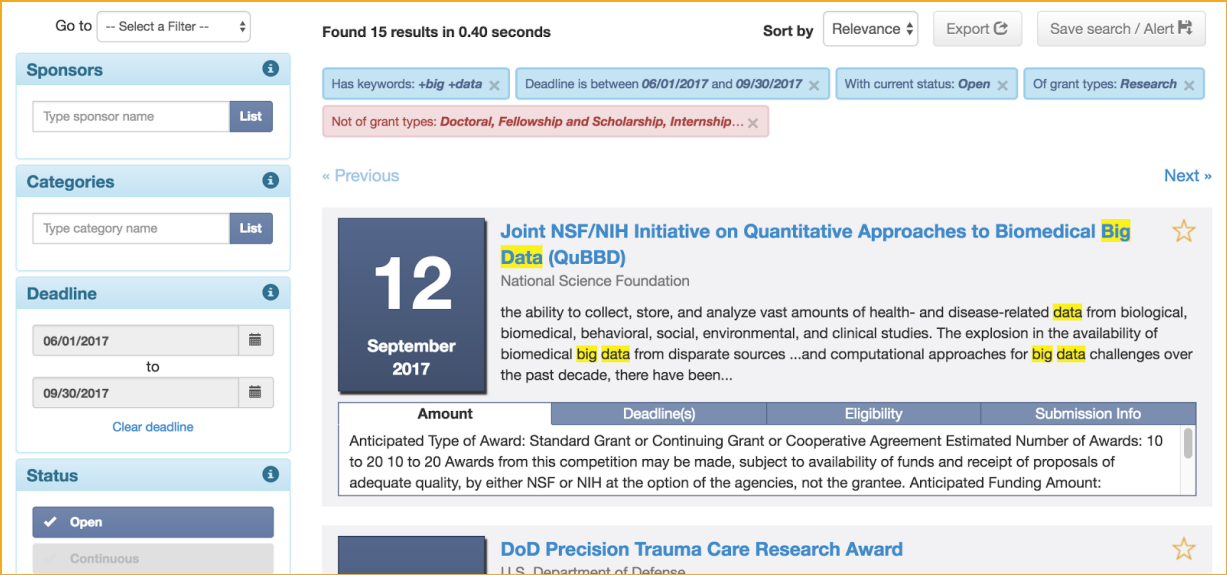 Go to -- Select a Filter --
Found 15 results in 0.40 seconds
Sort by Relevance Export Save search / Alert
Sponsors
Type sponsor name List
Categories
Type category name List
Deadline
06/01/2017
to
09/30/2017
Clear deadline
Status
Open
Continuous
Has keywords: +big +data × Deadline is between 06/01/2017 and 09/30/2017 × With current status: Open × Of grant types: Research ×
Not of grant types: Doctoral, Fellowship and Scholarship, Internship... ×
« Previous Next »
12
September
2017
Joint NSF/NIH Initiative on Quantitative Approaches to Biomedical Big
Data (QuBBD)
National Science Foundation
the ability to collect, store, and analyze vast amounts of health- and disease-related data from biological,
biomedical, behavioral, social, environmental, and clinical studies. The explosion in the availability of
biomedical big data from disparate sources ...and computational approaches for big data challenges over
the past decade, there have been...
Amount Deadline(s) Eligibility Submission Info
Anticipated Type of Award: Standard Grant or Continuing Grant or Cooperative Agreement Estimated Number of Awards: 10
to 20 10 to 20 Awards from this competition may be made, subject to availability of funds and receipt of proposals of
adequate quality, by either NSF or NIH at the option of the agencies, not the grantee. Anticipated Funding Amount:
DoD Precision Trauma Care Research Award
U.S. Department of Defense